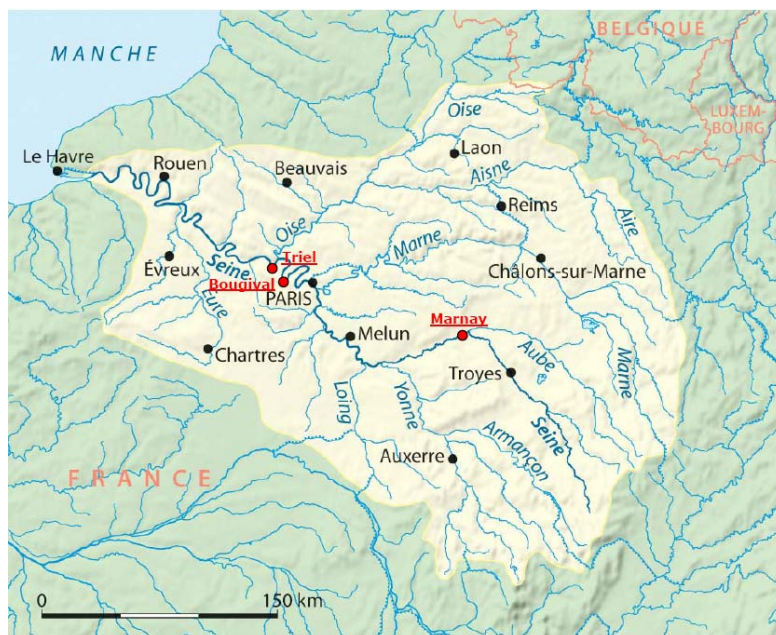 BELGIQUE
MANCHE
LUXEM-
BOURG
Oise
Laon
Le Havre
Rouen
Beauvais
Aisne
Reims
Aire
Oise
Marne
Triel
Évreux
Seine
Châlons-sur-Marne
Bougival
PARIS
Eure
Marnay
Melun
Chartres
Aube
Marne
Troyes
Loing
Yonne
Seine
Armançon
Auxerre
FRANCE
0
150 km